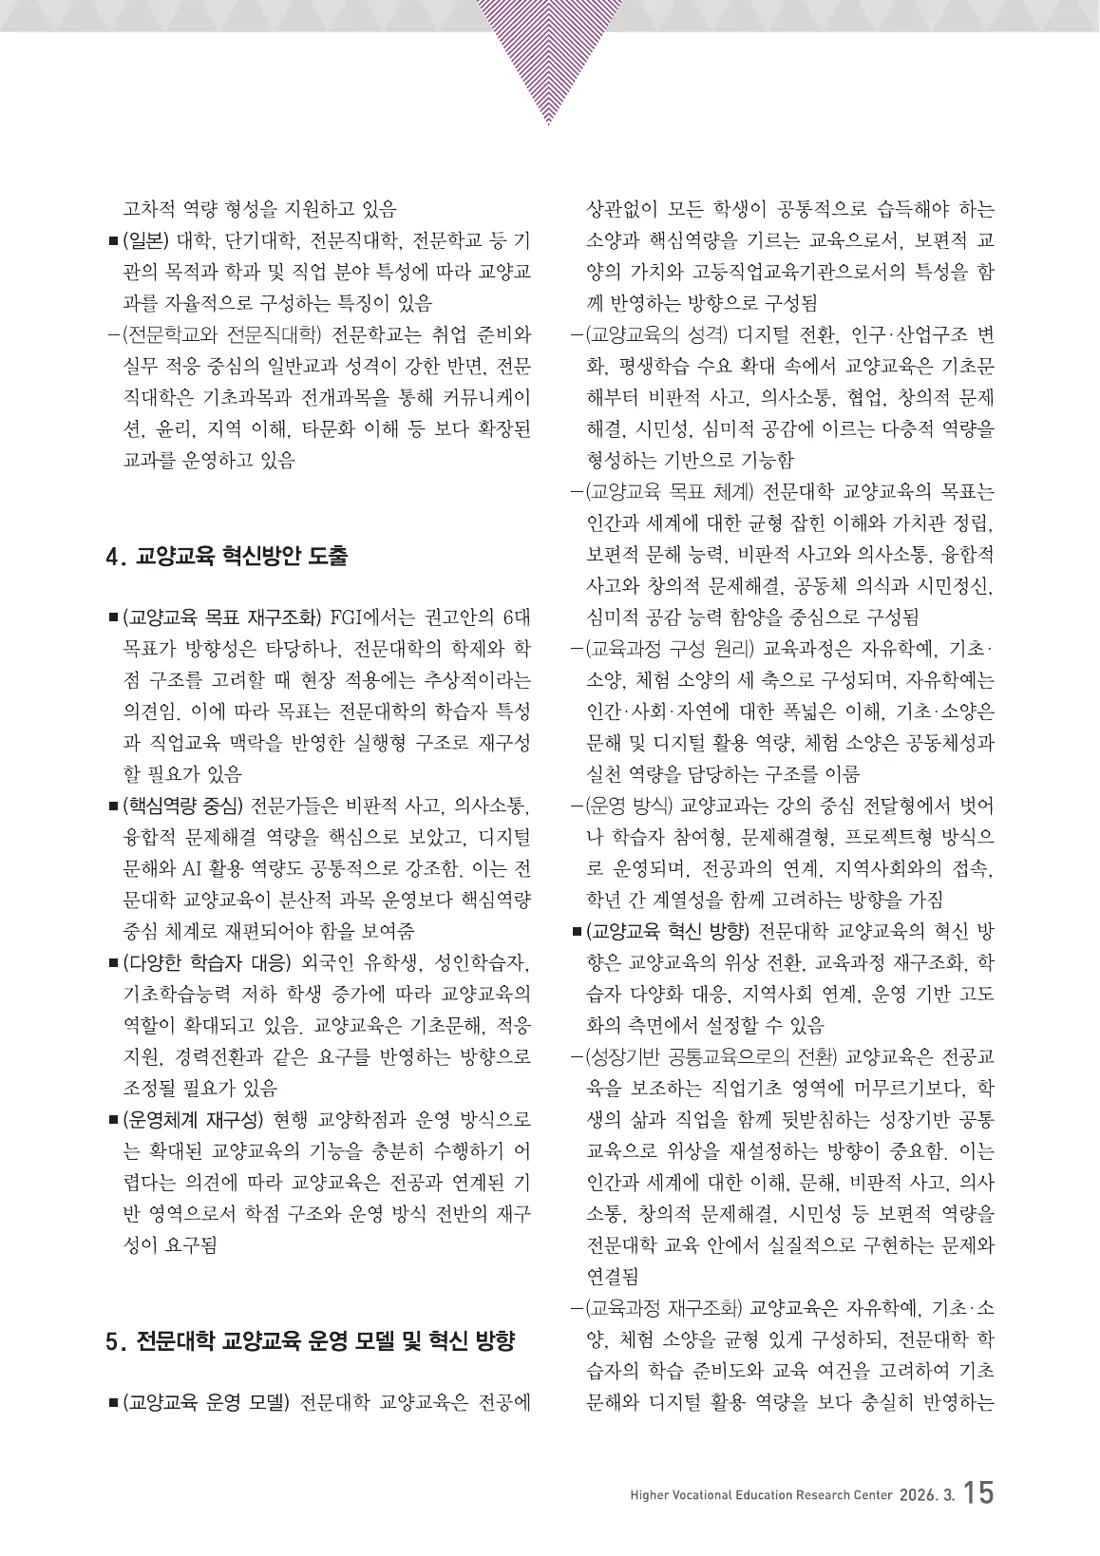 고차적 역량 형성을 지원하고 있음
■ (일본) 대학, 단기대학, 전문직대학, 전문학교 등 기
관의 목적과 학과 및 직업 분야 특성에 따라 교양교
과를 자율적으로 구성하는 특징이 있음
－(전문학교와 전문직대학) 전문학교는 취업 준비와
실무 적응 중심의 일반교과 성격이 강한 반면, 전문
직대학은 기초과목과 전개과목을 통해 커뮤니케이
션, 윤리, 지역 이해, 타문화 이해 등 보다 확장된
교과를 운영하고 있음
4. 교양교육 혁신방안 도출
■ (교양교육 목표 재구조화) FGI에서는 권고안의 6대
목표가 방향성은 타당하나, 전문대학의 학제와 학
점 구조를 고려할 때 현장 적용에는 추상적이라는
의견임. 이에 따라 목표는 전문대학의 학습자 특성
과 직업교육 맥락을 반영한 실행형 구조로 재구성
할 필요가 있음
■ (핵심역량 중심) 전문가들은 비판적 사고, 의사소통,
융합적 문제해결 역량을 핵심으로 보았고, 디지털
문해와 AI 활용 역량도 공통적으로 강조함. 이는 전
문대학 교양교육이 분산적 과목 운영보다 핵심역량
중심 체계로 재편되어야 함을 보여줌
■ (다양한 학습자 대응) 외국인 유학생, 성인학습자,
기초학습능력 저하 학생 증가에 따라 교양교육의
역할이 확대되고 있음. 교양교육은 기초문해, 적응
지원, 경력전환과 같은 요구를 반영하는 방향으로
조정될 필요가 있음
■ (운영체계 재구성) 현행 교양학점과 운영 방식으로
는 확대된 교양교육의 기능을 충분히 수행하기 어
렵다는 의견에 따라 교양교육은 전공과 연계된 기
반 영역으로서 학점 구조와 운영 방식 전반의 재구
성이 요구됨
5. 전문대학 교양교육 운영 모델 및 혁신 방향
■ (교양교육 운영 모델) 전문대학 교양교육은 전공에
상관없이 모든 학생이 공통적으로 습득해야 하는
소양과 핵심역량을 기르는 교육으로서, 보편적 교
양의 가치와 고등직업교육기관으로서의 특성을 함
께 반영하는 방향으로 구성됨
－(교양교육의 성격) 디지털 전환, 인구·산업구조 변
화, 평생학습 수요 확대 속에서 교양교육은 기초문
해부터 비판적 사고, 의사소통, 협업, 창의적 문제
해결, 시민성, 심미적 공감에 이르는 다층적 역량을
형성하는 기반으로 기능함
－(교양교육 목표 체계) 전문대학 교양교육의 목표는
인간과 세계에 대한 균형 잡힌 이해와 가치관 정립,
보편적 문해 능력, 비판적 사고와 의사소통, 융합적
사고와 창의적 문제해결, 공동체 의식과 시민정신,
심미적 공감 능력 함양을 중심으로 구성됨
－(교육과정 구성 원리) 교육과정은 자유학예, 기초·
소양, 체험 소양의 세 축으로 구성되며, 자유학예는
인간·사회·자연에 대한 폭넓은 이해, 기초·소양은
문해 및 디지털 활용 역량, 체험 소양은 공동체성과
실천 역량을 담당하는 구조를 이룸
－(운영 방식) 교양교과는 강의 중심 전달형에서 벗어
나 학습자 참여형, 문제해결형, 프로젝트형 방식으
로 운영되며, 전공과의 연계, 지역사회와의 접속,
학년 간 계열성을 함께 고려하는 방향을 가짐
■ (교양교육 혁신 방향) 전문대학 교양교육의 혁신 방
향은 교양교육의 위상 전환, 교육과정 재구조화, 학
습자 다양화 대응, 지역사회 연계, 운영 기반 고도
화의 측면에서 설정할 수 있음
－(성장기반 공통교육으로의 전환) 교양교육은 전공교
육을 보조하는 직업기초 영역에 머무르기보다, 학
생의 삶과 직업을 함께 뒷받침하는 성장기반 공통
교육으로 위상을 재설정하는 방향이 중요함. 이는
인간과 세계에 대한 이해, 문해, 비판적 사고, 의사
소통, 창의적 문제해결, 시민성 등 보편적 역량을
전문대학 교육 안에서 실질적으로 구현하는 문제와
연결됨
－(교육과정 재구조화) 교양교육은 자유학예, 기초·소
양, 체험 소양을 균형 있게 구성하되, 전문대학 학
습자의 학습 준비도와 교육 여건을 고려하여 기초
문해와 디지털 활용 역량을 보다 충실히 반영하는
Higher Vocational Education Research Center 2026. 3. 15